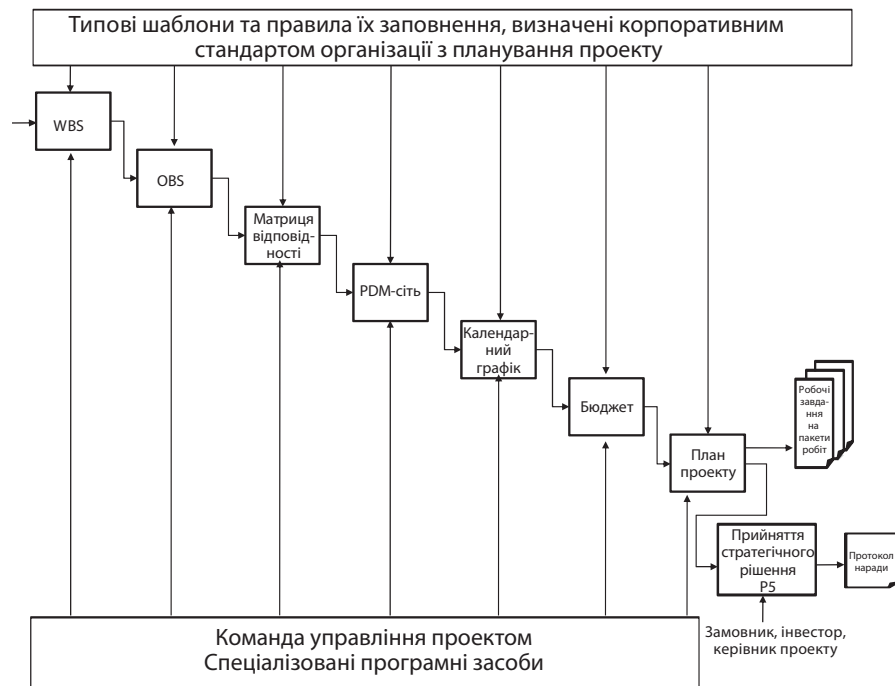 Типові шаблони та правила їх заповнення, визначені корпоративним
стандартом організації з планування проекту
WBS
OBS
Матриця
відповід-
ності
PDM-сіть
Календар-
ний
графік
Бюджет
План
проекту
Робочі
завда-
ння
на
пакети
робіт
Прийняття
стратегічного
рішення
Р5
Протокол
наради
Замовник, інвестор,
керівник проекту
Команда управління проектом
Спеціалізовані програмні засоби